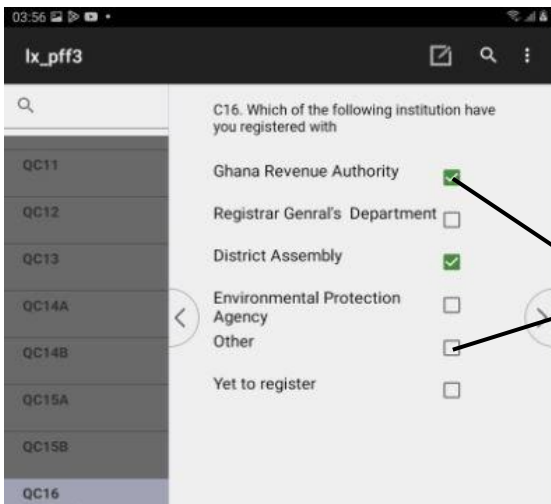 03:56
lx_pff3
C16. Which of the following institution have
you registered with
QC11
Ghana Revenue Authority
QC12
Registrar Genral's Department
QC13
District Assembly
QC14A
Environmental Protection
Agency
Other
QC14B
Yet to register
QC15A
QC15B
QC16